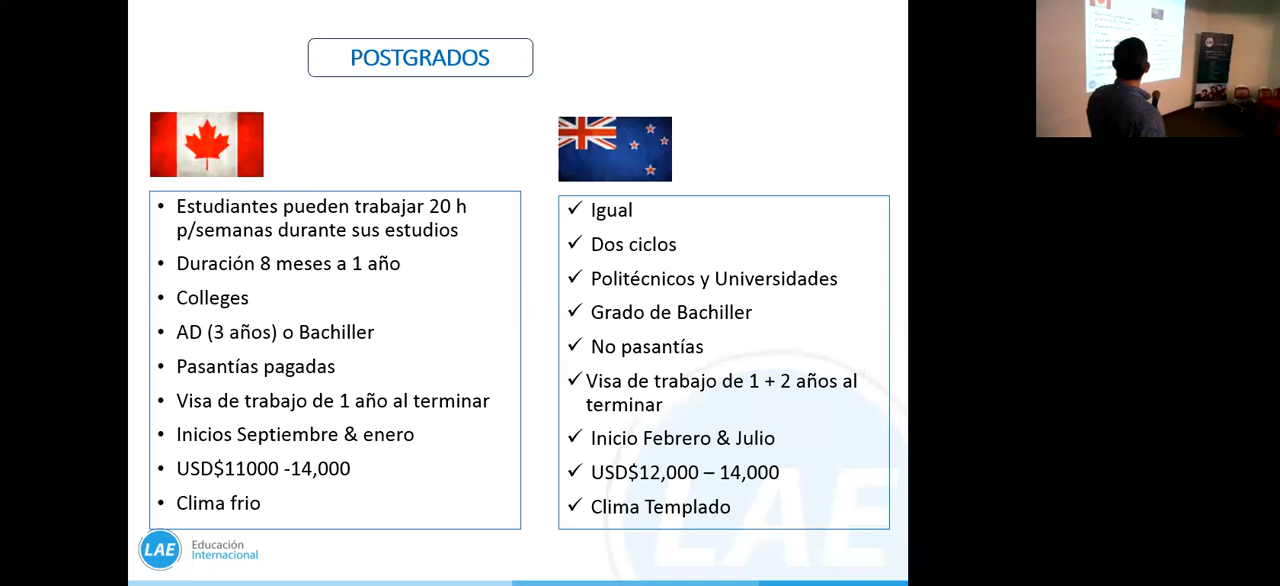 POSTGRADOS
• Estudiantes pueden trabajar 20 h
p/semanas durante sus estudios
• Duración 8 meses a 1 año
• Colleges
• AD (3 años) o Bachiller
• Pasantías pagadas
• Visa de trabajo de 1 año al terminar
• Inicios Septiembre & enero
• USD$11000 -14,000
• Clima frio
✓ Igual
✓ Dos ciclos
✓ Politécnicos y Universidades
✓ Grado de Bachiller
✓ No pasantías
✓ Visa de trabajo de 1 + 2 años al
terminar
✓ Inicio Febrero & Julio
✓ USD$12,000 – 14,000
✓ Clima Templado
LAE
LAE Educación
Internacional